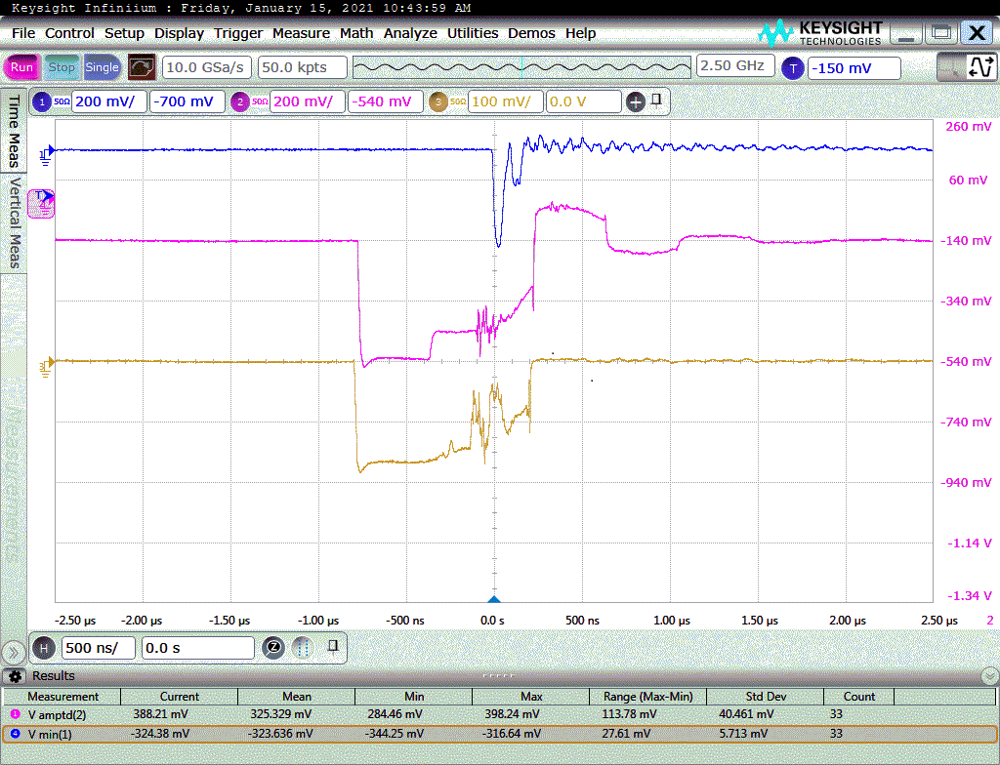 Keysight Infiniium : Friday, January 15, 2021 10:43:59 AM
File Control Setup Display Trigger Measure Math Analyze Utilities Demos Help
KEYSIGHT
TECHNOLOGIES
Run Stop Single 10.0 GSa/s 50.0 kpts 2.50 GHz T -150 mV
1 50Ω 200 mV/ -700 mV 2 50Ω 200 mV/ -540 mV 3 50Ω 100 mV/ 0.0 V
Time Meas
Vertical Meas
Measurements
260 mV
60 mV
-140 mV
-340 mV
-540 mV
-740 mV
-940 mV
-1.14 V
-1.34 V
1
T
3
-2.50 µs -2.00 µs -1.50 µs -1.00 µs -500 ns 0.0 s 500 ns 1.00 µs 1.50 µs 2.00 µs 2.50 µs 2
H 500 ns/ 0.0 s Z
Results
Measurement Current Mean Min Max Range (Max-Min) Std Dev Count
V amptd(2) 388.21 mV 325.329 mV 284.46 mV 398.24 mV 113.78 mV 40.461 mV 33
V min(1) -324.38 mV -323.636 mV -344.25 mV -316.64 mV 27.61 mV 5.713 mV 33